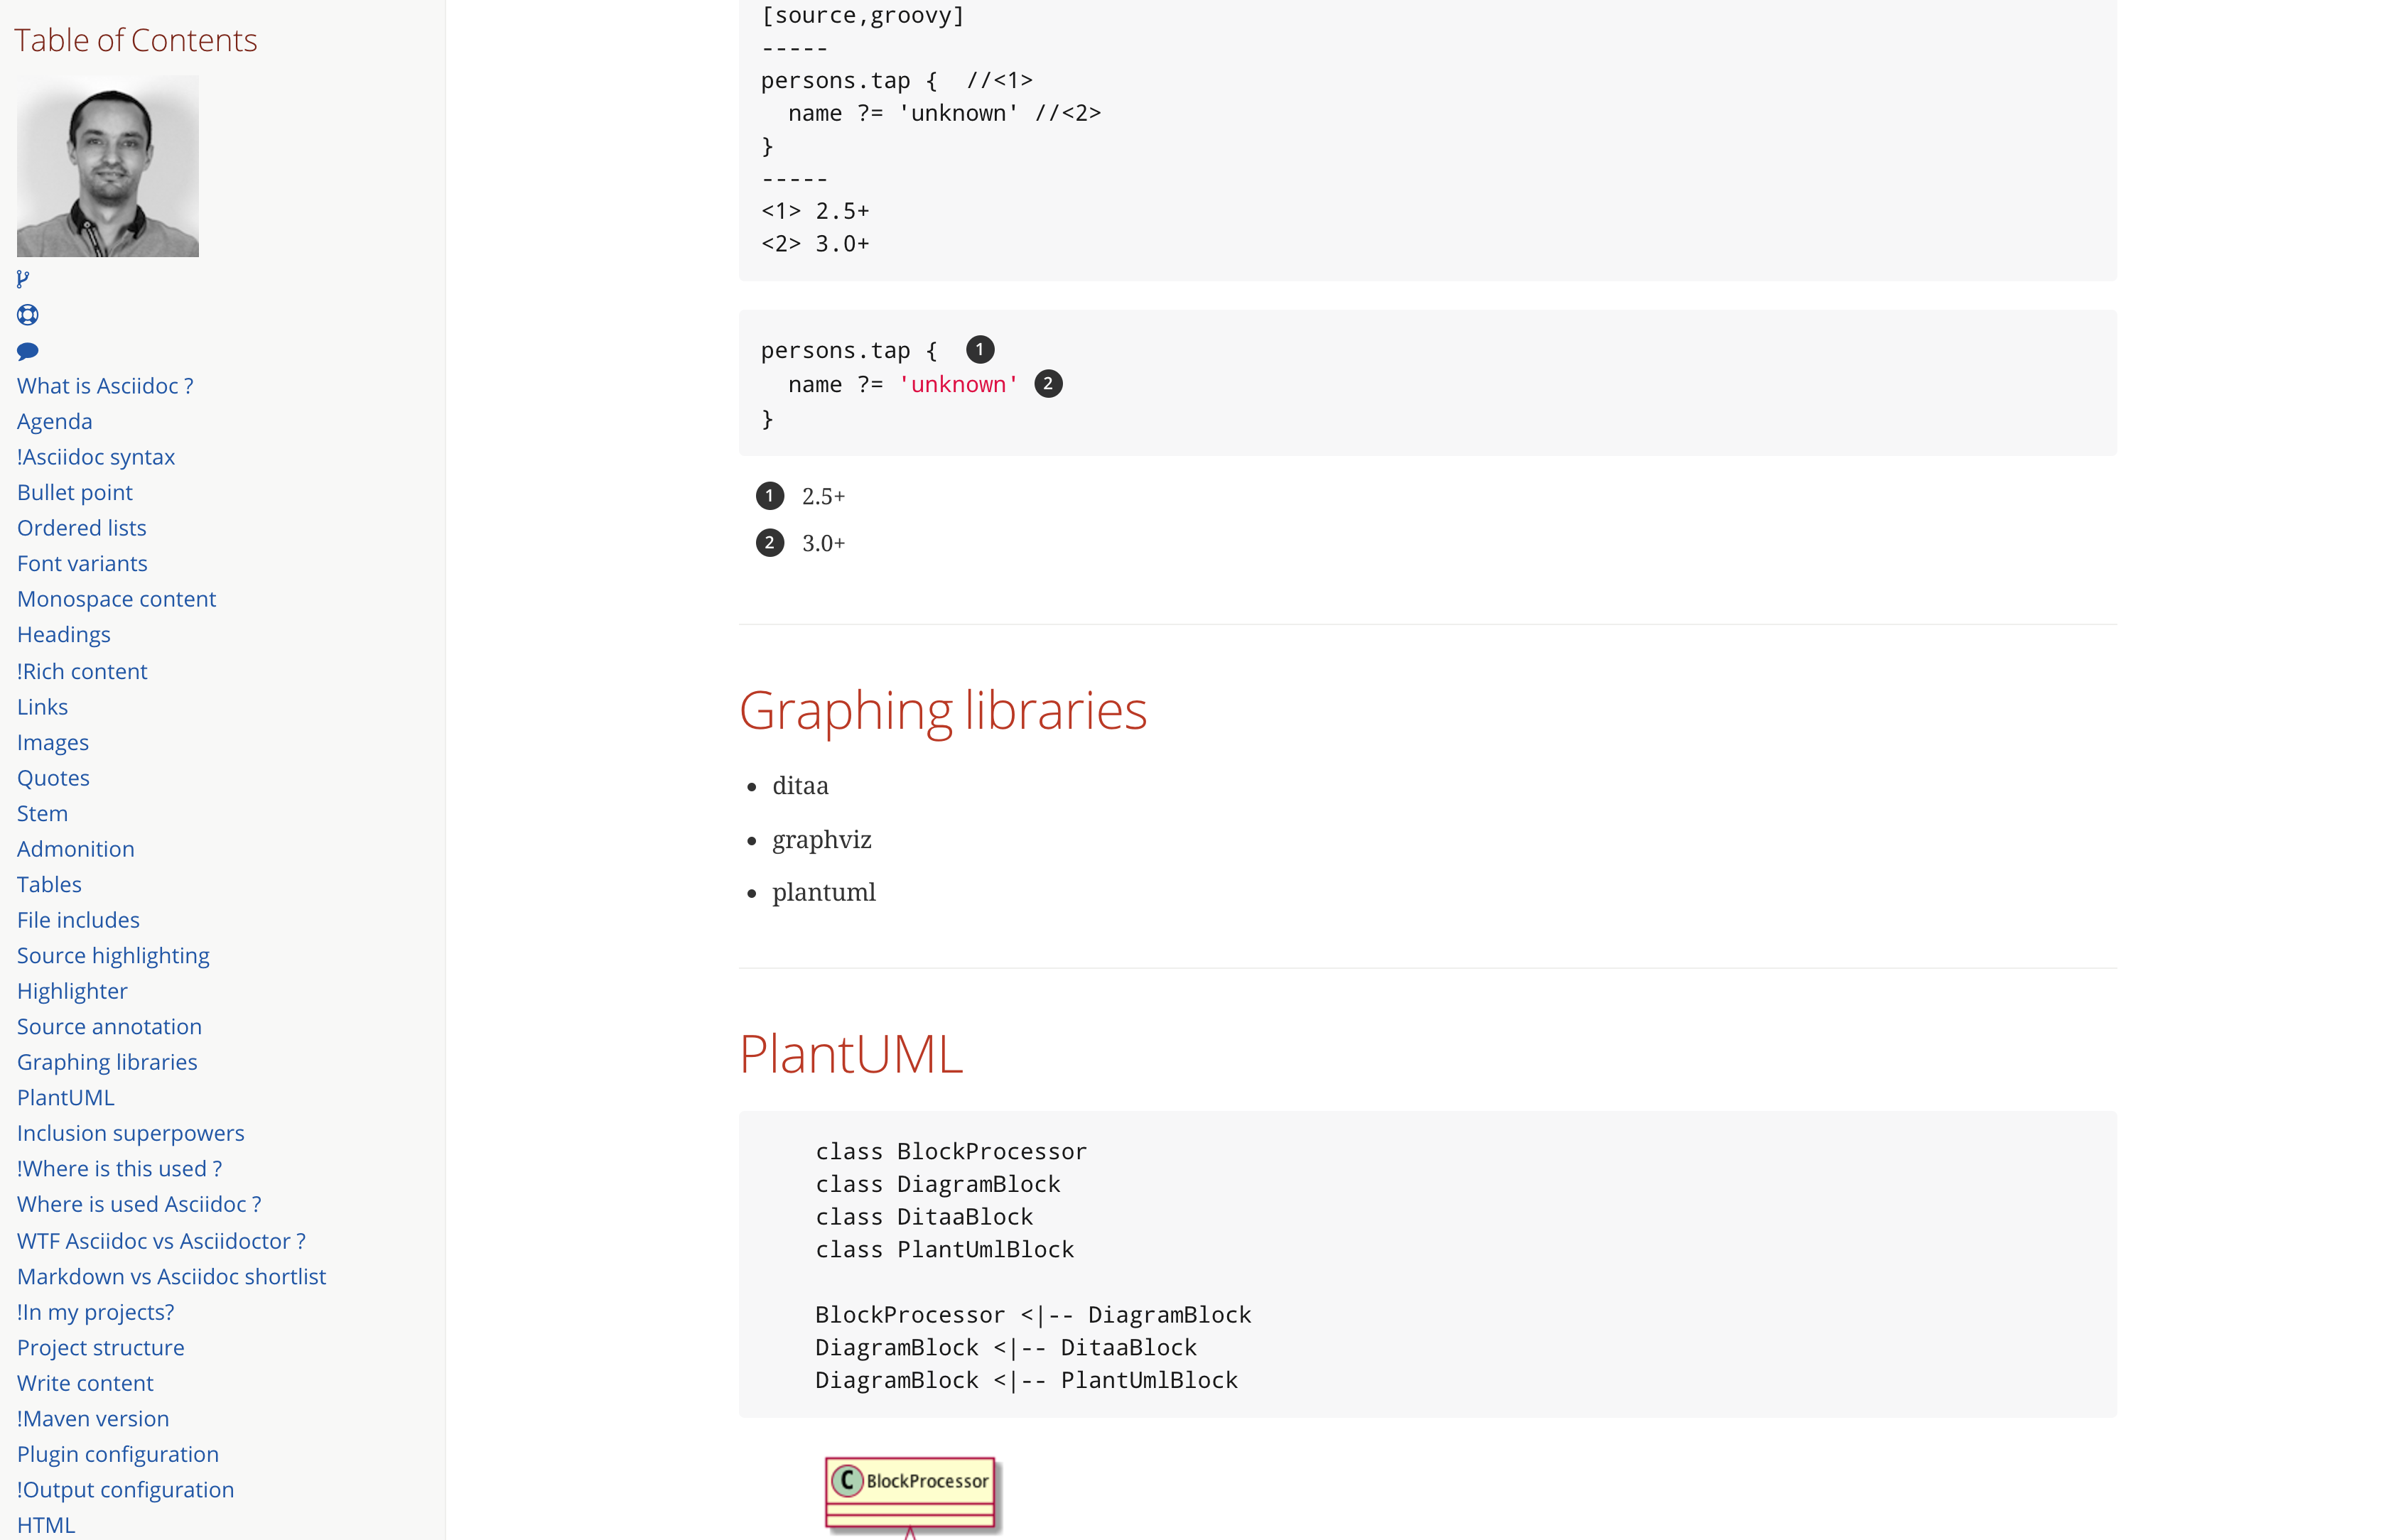 Table of Contents
What is Asciidoc ?
Agenda
!Asciidoc syntax
Bullet point
Ordered lists
Font variants
Monospace content
Headings
!Rich content
Links
Images
Quotes
Stem
Admonition
Tables
File includes
Source highlighting
Highlighter
Source annotation
Graphing libraries
PlantUML
Inclusion superpowers
!Where is this used ?
Where is used Asciidoc ?
WTF Asciidoc vs Asciidoctor ?
Markdown vs Asciidoc shortlist
!In my projects?
Project structure
Write content
!Maven version
Plugin configuration
!Output configuration
HTML
[source,groovy]
-----
persons.tap {  //<1>
  name ?= 'unknown' //<2>
}
-----
<1> 2.5+
<2> 3.0+
persons.tap {  1
  name ?= 'unknown' 2
}
1 2.5+
2 3.0+
Graphing libraries
• ditaa
• graphviz
• plantuml
PlantUML
    class BlockProcessor
    class DiagramBlock
    class DitaaBlock
    class PlantUmlBlock
    BlockProcessor <|-- DiagramBlock
    DiagramBlock <|-- DitaaBlock
    DiagramBlock <|-- PlantUmlBlock
C BlockProcessor